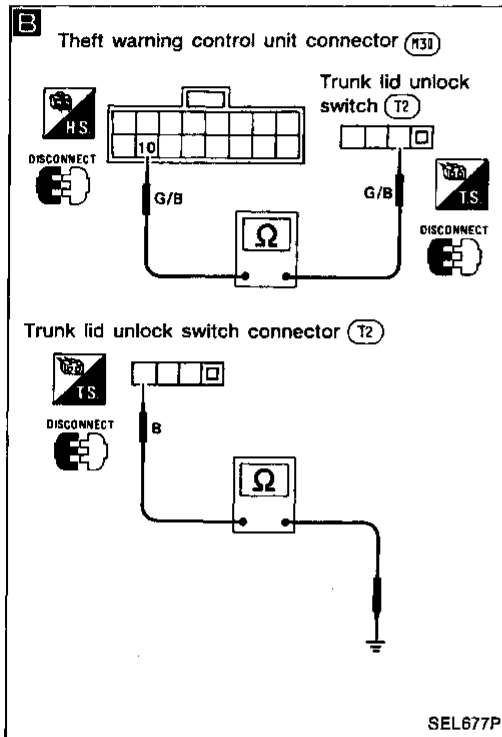 B
Theft warning control unit connector M30
Trunk lid unlock
switch T2
H.S.
DISCONNECT
10
G/B
Ω
G/B
T.S.
DISCONNECT
Trunk lid unlock switch connector T2
T.S.
DISCONNECT
B
Ω
SEL677P